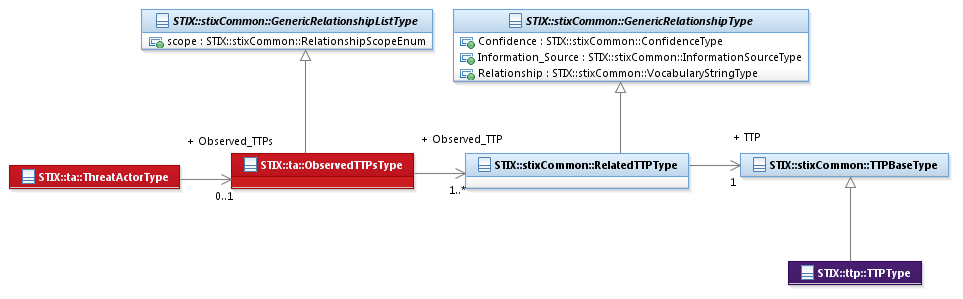 STIX::stixCommon::GenericRelationshipListType
scope : STIX::stixCommon::RelationshipScopeEnum
STIX::stixCommon::GenericRelationshipType
Confidence : STIX::stixCommon::ConfidenceType
Information_Source : STIX::stixCommon::InformationSourceType
Relationship : STIX::stixCommon::VocabularyStringType
+ Observed_TTPs
+ Observed_TTP
+ TTP
STIX::ta::ThreatActorType
STIX::ta::ObservedTTPsType
STIX::stixCommon::RelatedTTPType
STIX::stixCommon::TTPBaseType
0..1
1..*
1
STIX::ttp::TTPType